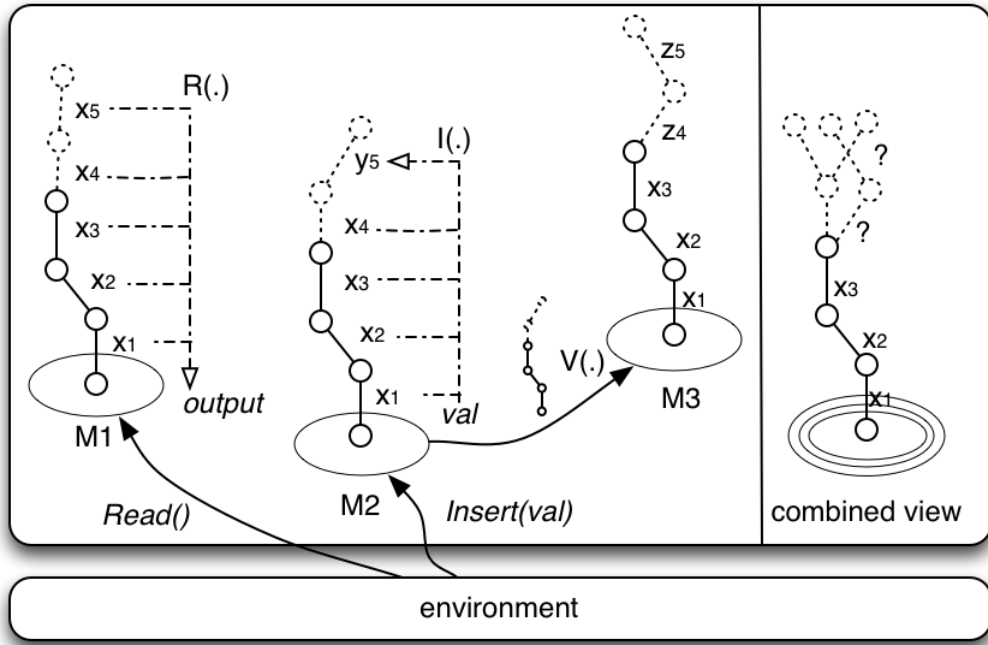 x5
R(.)
x4
x3
x2
x1
output
M1
Read()
I(.)
y5
x4
x3
x2
x1
val
M2
Insert(val)
V(.)
z5
z4
x3
x2
x1
M3
?
?
x3
x2
x1
combined view
environment